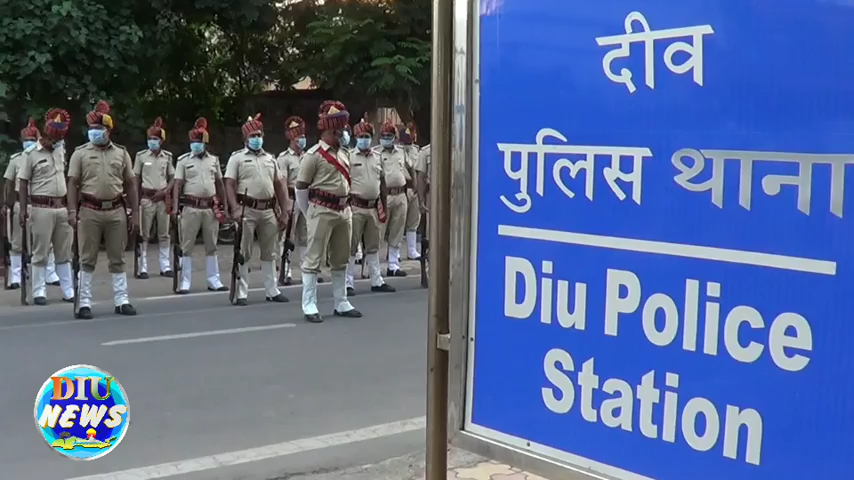 दीव
पुलिस थाना
Diu Police
Station
DIU
NEWS